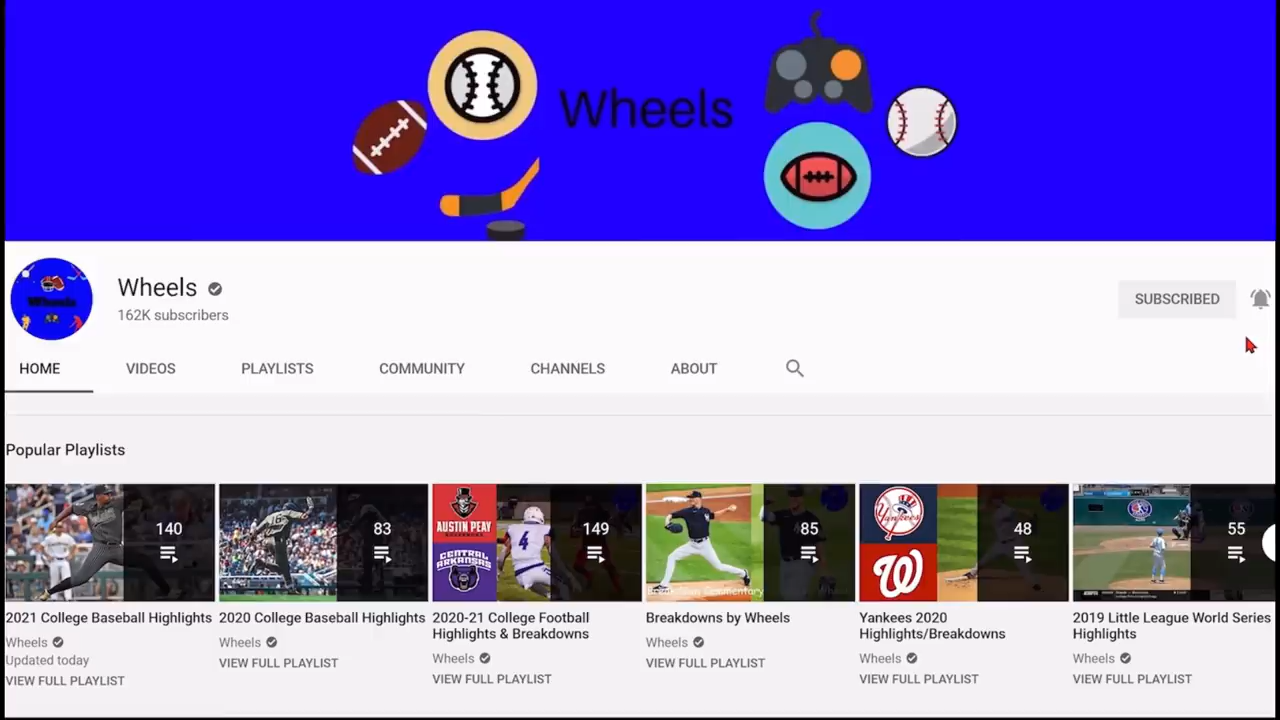 Wheels
Wheels
Wheels
162K subscribers
SUBSCRIBED
HOME VIDEOS PLAYLISTS COMMUNITY CHANNELS ABOUT
Popular Playlists
140 83 149 85 48 55
AUSTIN PEAY
CENTRAL
ARKANSAS
4
Yankees
W
2021 College Baseball Highlights
Wheels
Updated today
VIEW FULL PLAYLIST
2020 College Baseball Highlights
Wheels
VIEW FULL PLAYLIST
2020-21 College Football
Highlights & Breakdowns
Wheels
VIEW FULL PLAYLIST
Breakdowns by Wheels
Wheels
VIEW FULL PLAYLIST
Yankees 2020
Highlights/Breakdowns
Wheels
VIEW FULL PLAYLIST
2019 Little League World Series
Highlights
Wheels
VIEW FULL PLAYLIST